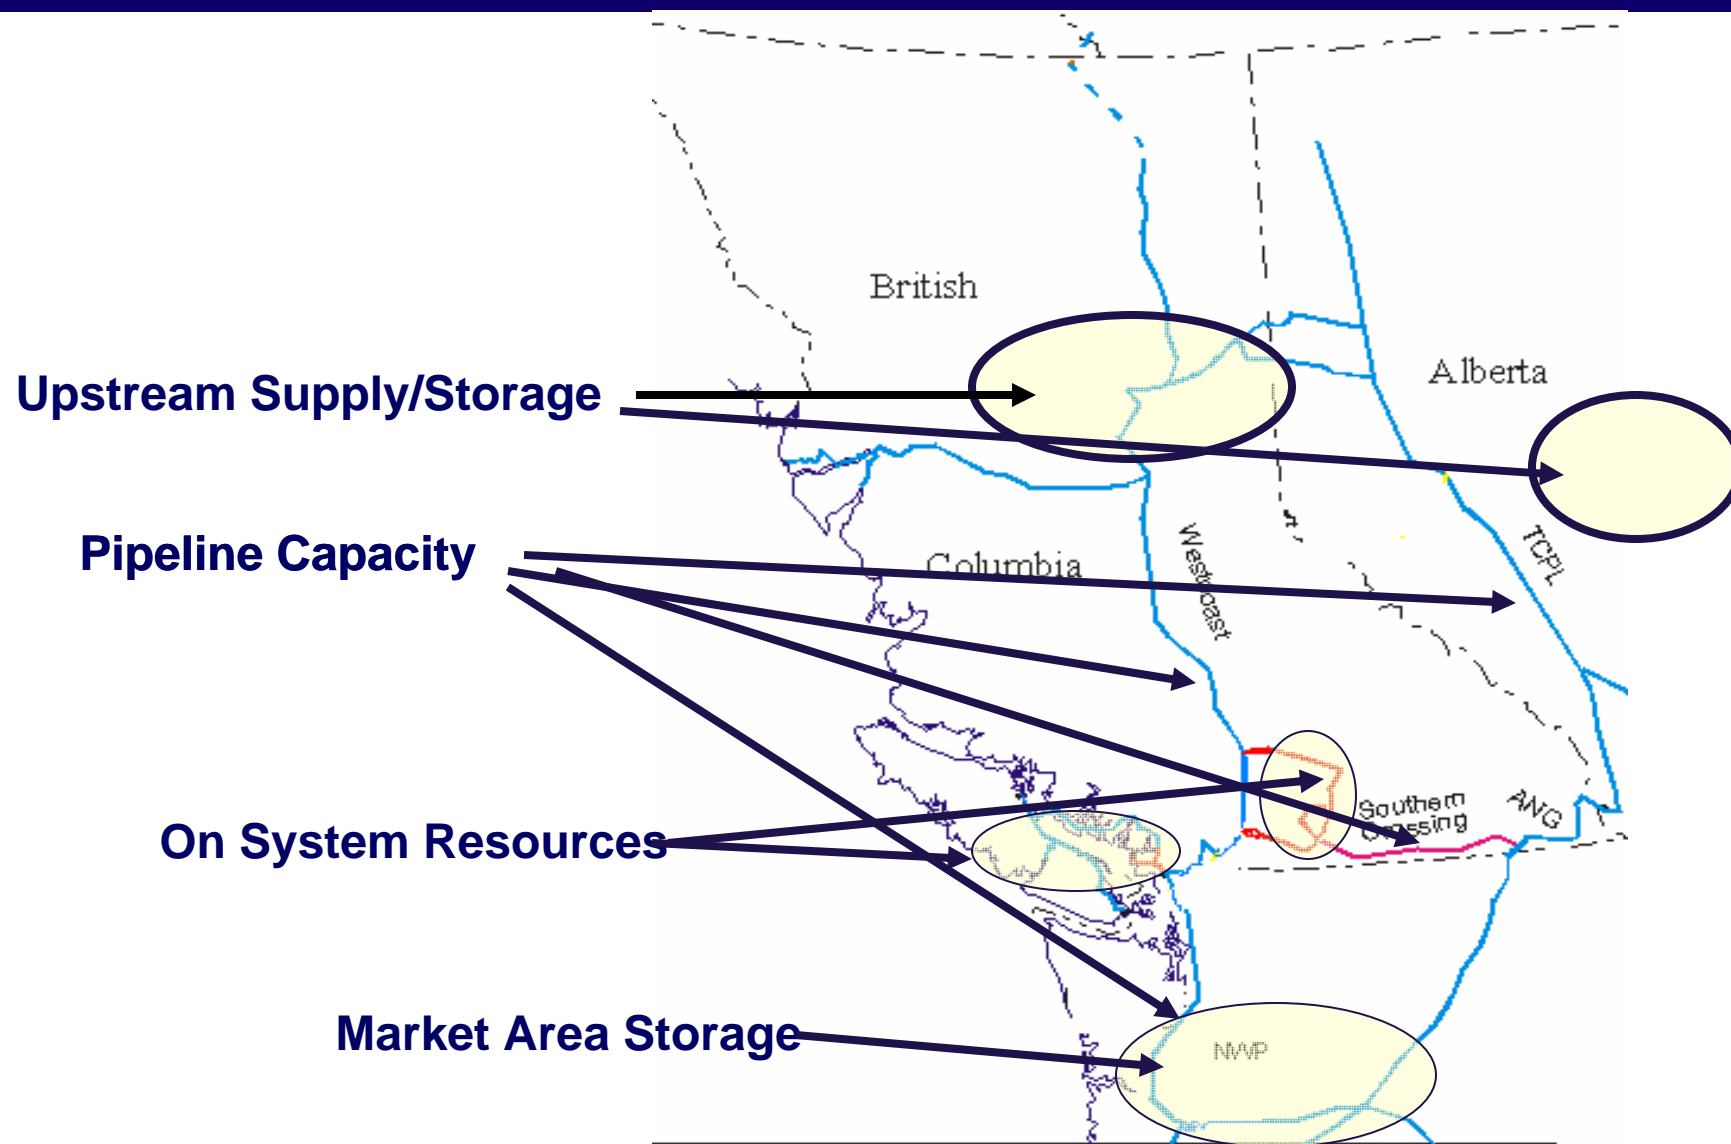 British
Alberta
Upstream Supply/Storage
Pipeline Capacity
Columbia
Westcoast
TCPL
Southern
Crossing
ANG
On System Resources
Market Area Storage
NWP